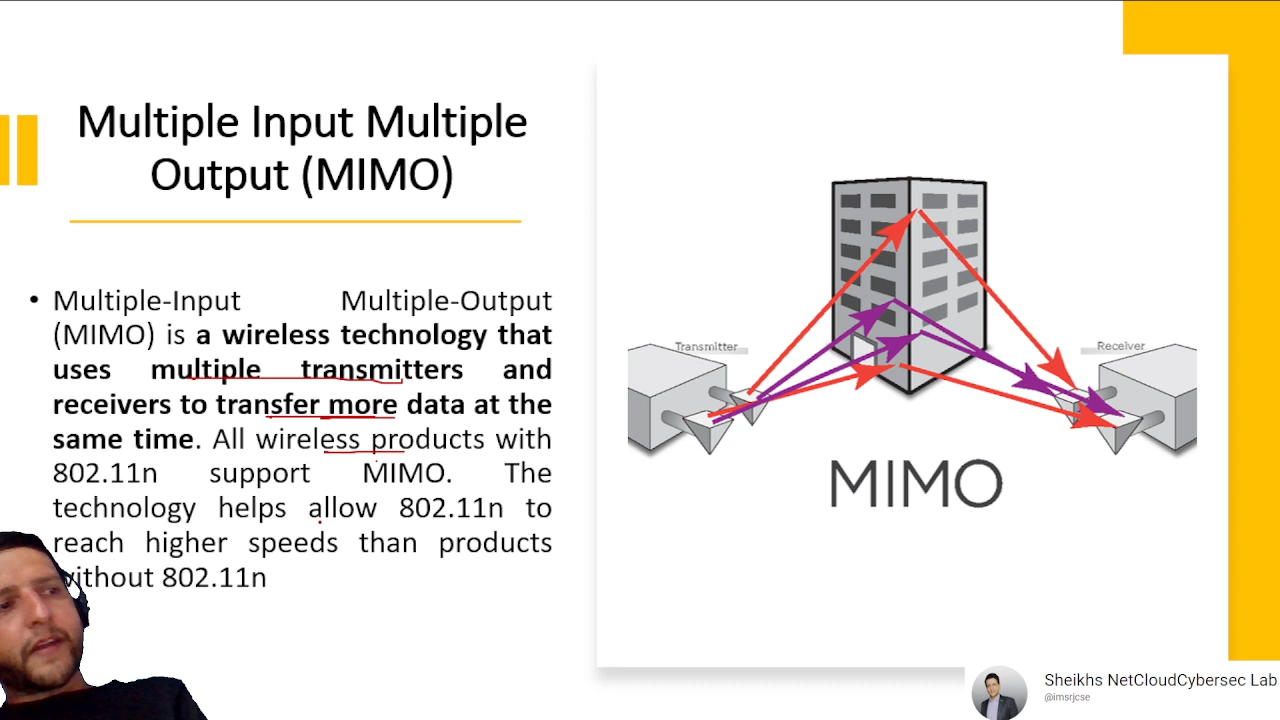 Multiple Input Multiple
Output (MIMO)
• Multiple-Input Multiple-Output
(MIMO) is a wireless technology that
uses multiple transmitters and
receivers to transfer more data at the
same time. All wireless products with
802.11n support MIMO. The
technology helps allow 802.11n to
reach higher speeds than products
without 802.11n
Transmitter
Receiver
MIMO
Sheikhs NetCloudCybersec Lab
@imsrjcse